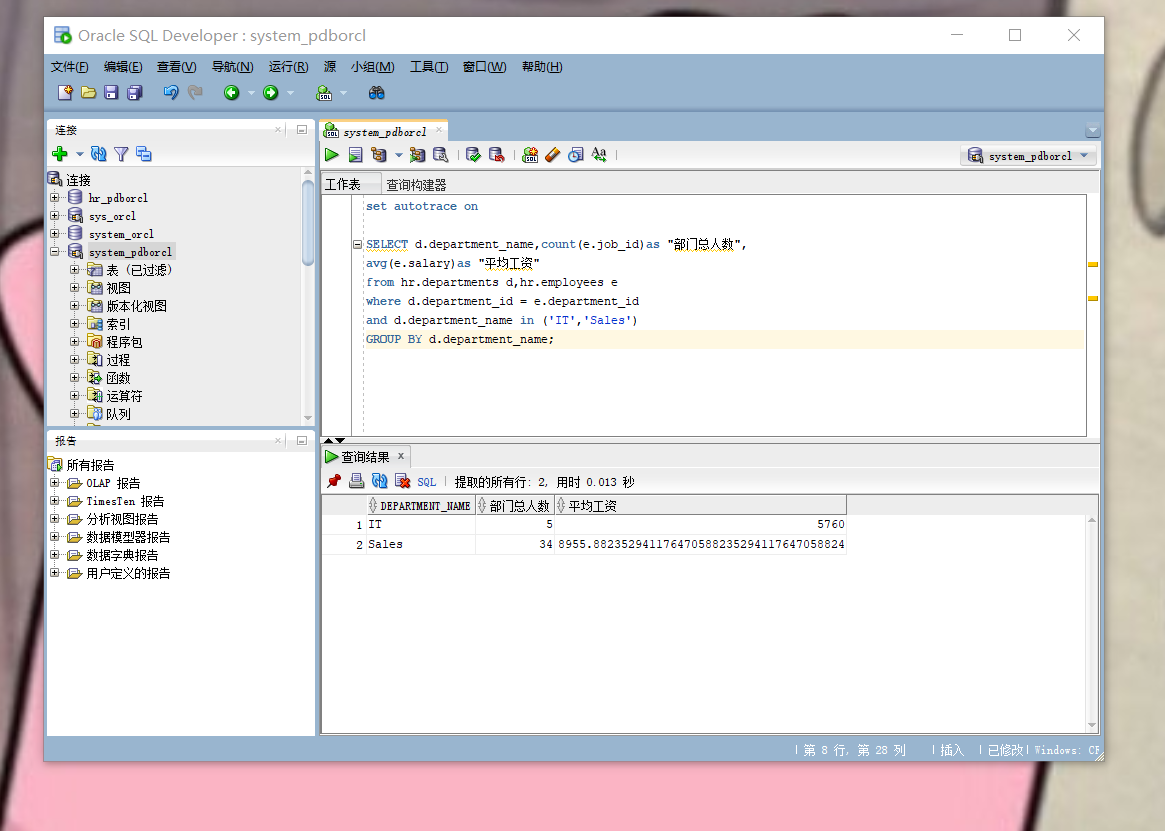 Oracle SQL Developer : system_pdborcl
文件(F) 编辑(E) 查看(V) 导航(N) 运行(R) 源 小组(M) 工具(T) 窗口(W) 帮助(H)
连接
连接
hr_pdborcl
sys_orcl
system_orcl
system_pdborcl
表 (已过滤)
视图
版本化视图
索引
程序包
过程
函数
运算符
队列
报告
所有报告
OLAP 报告
TimesTen 报告
分析视图报告
数据模型器报告
数据字典报告
用户定义的报告
system_pdborcl
system_pdborcl
工作表 查询构建器
set autotrace on
SELECT d.department_name,count(e.job_id)as "部门总人数",
avg(e.salary)as "平均工资"
from hr.departments d,hr.employees e
where d.department_id = e.department_id
and d.department_name in ('IT','Sales')
GROUP BY d.department_name;
查询结果 x
SQL | 提取的所有行: 2, 用时 0.013 秒
DEPARTMENT_NAME 部门总人数 平均工资
1 IT 5 5760
2 Sales 34 8955.88235294117647058823529411764705882​4
| 第 8 行, 第 28 列 | 插入 | 已修改| Windows: CF